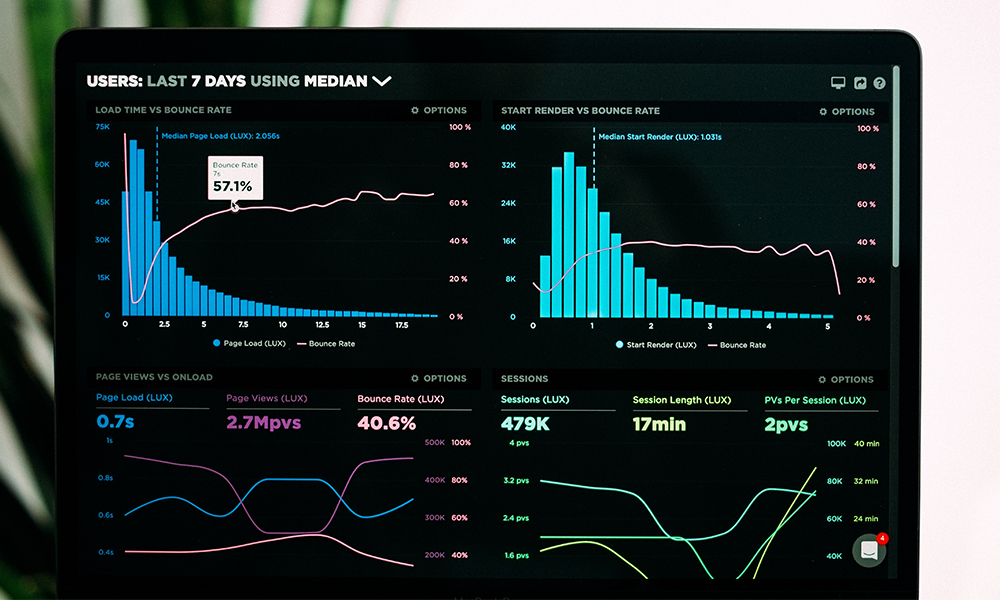 USERS: LAST 7 DAYS USING MEDIAN
LOAD TIME VS BOUNCE RATE
OPTIONS
75K
60K
45K
30K
15K
0
Median Page Load (LUX): 2.056s
Bounce Rate
7s
57.1%
100 %
80 %
60 %
40 %
20 %
0 %
0 2.5 5 7.5 10 12.5 15 17.5
Page Load (LUX) Bounce Rate
START RENDER VS BOUNCE RATE
OPTIONS
40K
32K
24K
16K
8K
0
Median Start Render (LUX): 1.031s
100 %
80 %
60 %
40 %
20 %
0 %
0 1 2 3 4 5
Start Render (LUX) Bounce Rate
PAGE VIEWS VS ONLOAD
OPTIONS
Page Load (LUX) Page Views (LUX) Bounce Rate (LUX)
0.7s 2.7Mpvs 40.6%
1s 500K 100%
0.8s 400K 80%
0.6s 300K 60%
0.4s 200K 40%
SESSIONS
OPTIONS
Sessions (LUX) Session Length (LUX) PVs Per Session (LUX)
479K 17min 2pvs
4 pvs 100K 40 min
3.2 pvs 80K 32 min
2.4 pvs 60K 24 min
1.6 pvs 40K
4